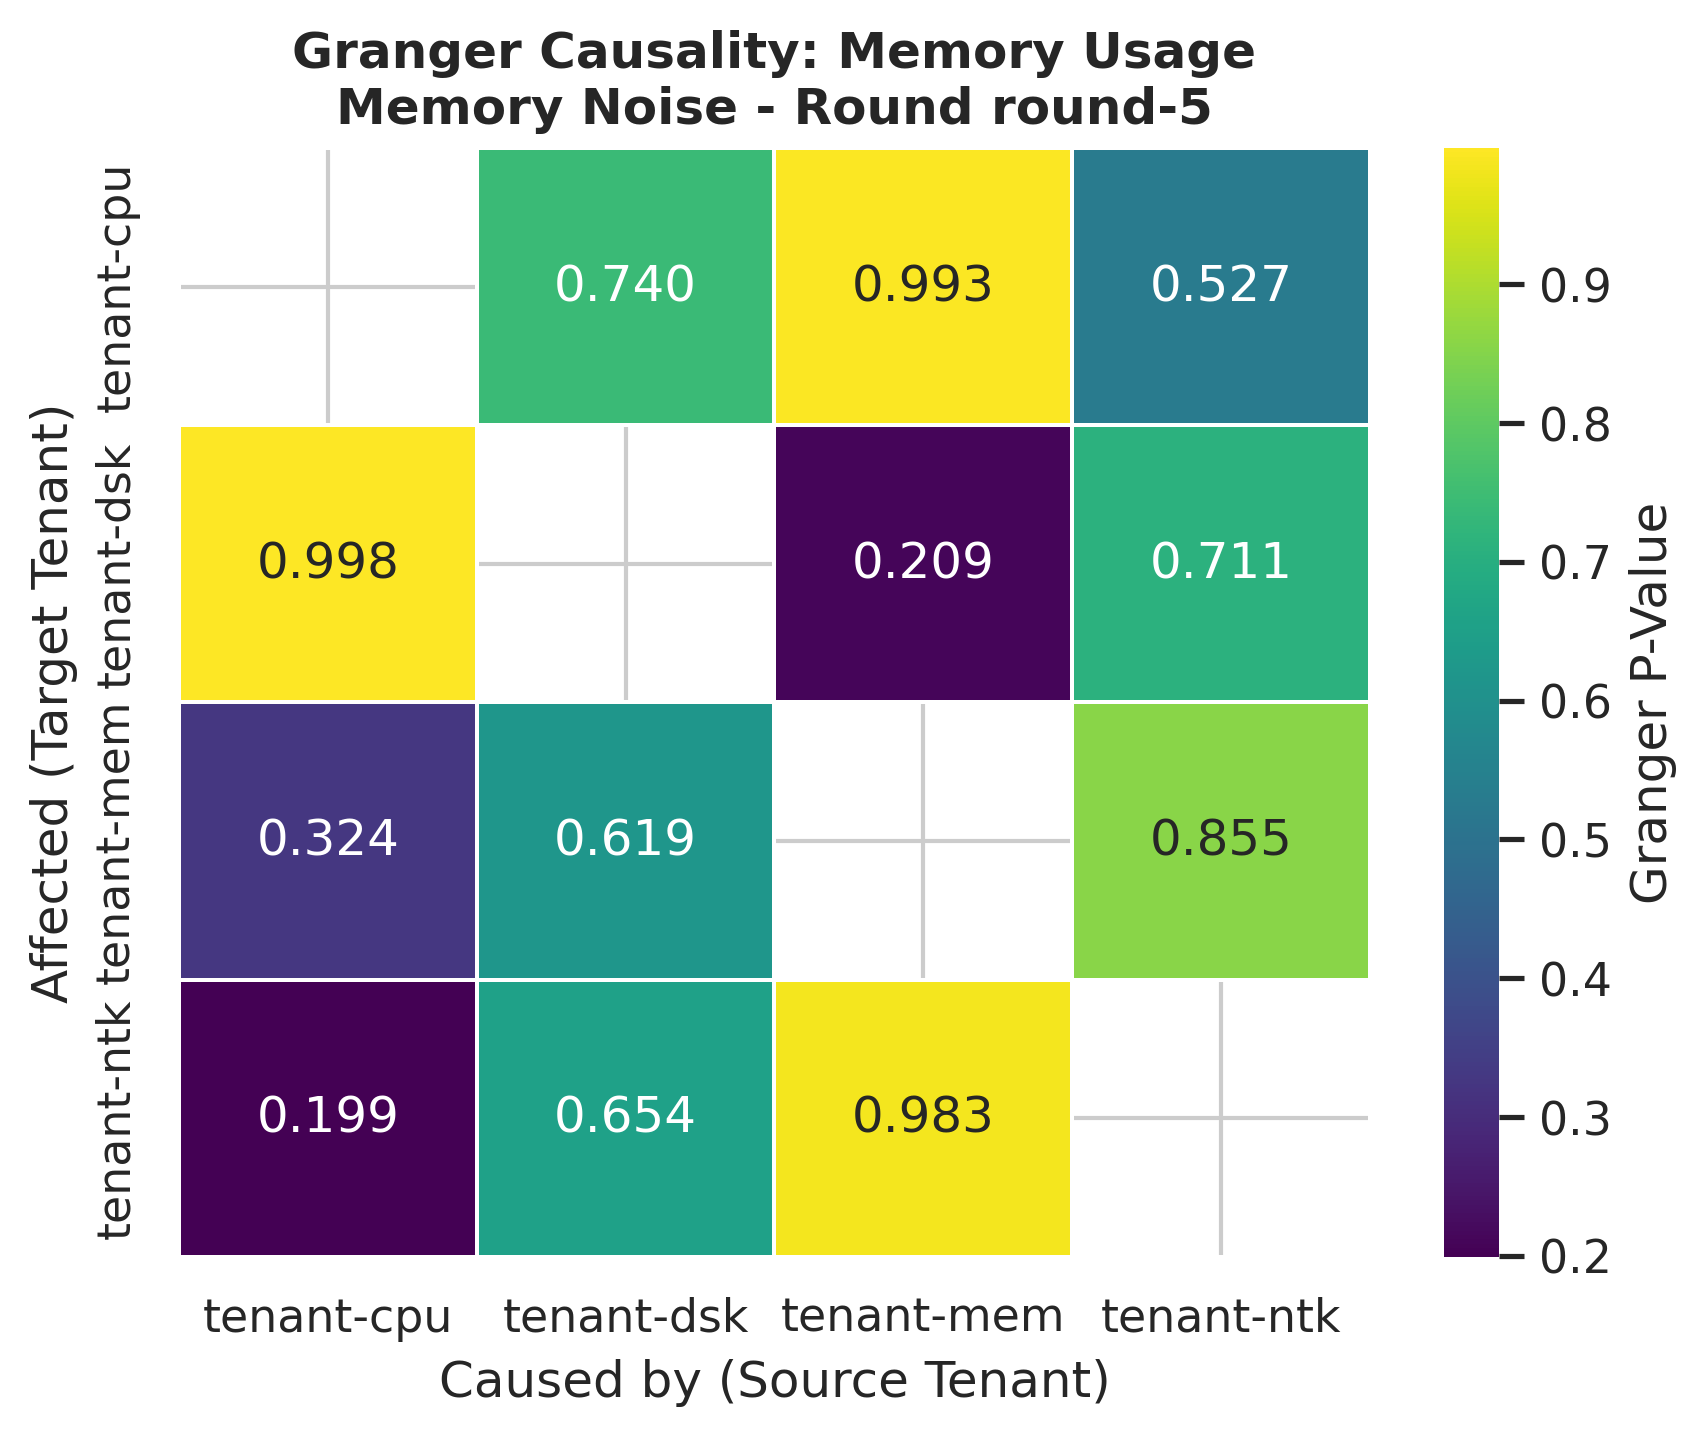 Granger Causality: Memory Usage
Memory Noise - Round round-5
Affected (Target Tenant)
tenant-cpu
tenant-dsk
tenant-mem
tenant-ntk
0.740 0.993 0.527
0.998 0.209 0.711
0.324 0.619 0.855
0.199 0.654 0.983
tenant-cpu tenant-dsk tenant-mem tenant-ntk
Caused by (Source Tenant)
0.9
0.8
0.7
0.6
0.5
0.4
0.3
0.2
Granger P-Value